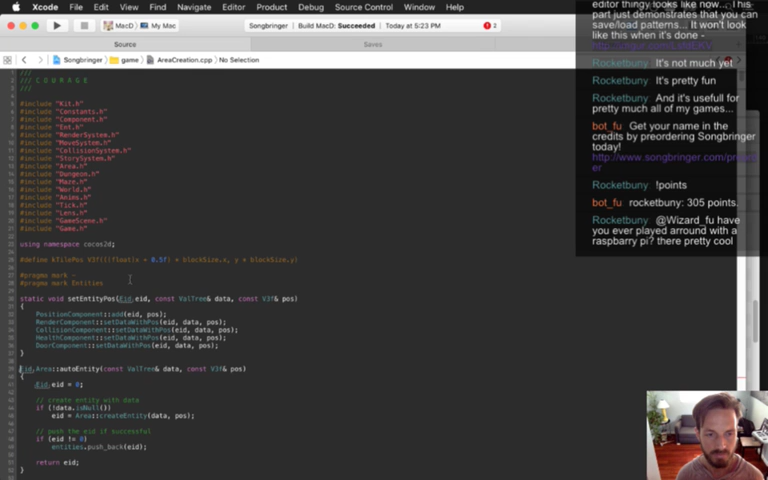 Xcode File Edit View Find Navigate Editor Product Debug Source Control Window Help
MacD My Mac
Songbringer Build MacD: Succeeded Today at 5:23 PM 2
Source Saves
Songbringer game AreaCreation.cpp No Selection
///
/// C O U R A G E
///
#include "Kit.h"
#include "Constants.h"
#include "Component.h"
#include "Ent.h"
#include "RenderSystem.h"
#include "MoveSystem.h"
#include "CollisionSystem.h"
#include "StorySystem.h"
#include "Area.h"
#include "Dungeon.h"
#include "Maze.h"
#include "World.h"
#include "Anims.h"
#include "Tick.h"
#include "Lens.h"
#include "GameScene.h"
#include "Game.h"
using namespace cocos2d;
#define kTilePos V3f(((float)x + 0.5f) * blockSize.x, y * blockSize.y)
#pragma mark -
#pragma mark Entities
static void setEntityPos(Eid eid, const ValTree& data, const V3f& pos)
{
PositionComponent::add(eid, pos);
RenderComponent::setDataWithPos(eid, data, pos);
CollisionComponent::setDataWithPos(eid, data, pos);
HealthComponent::setDataWithPos(eid, data, pos);
DoorComponent::setDataWithPos(eid, data, pos);
}
Eid Area::autoEntity(const ValTree& data, const V3f& pos)
{
Eid eid = 0;
// create entity with data
if (!data.isNull())
eid = Area::createEntity(data, pos);
// push the eid if successful
if (eid != 0)
entities.push_back(eid);
return eid;
}
editor thingy looks like now... This
part just demonstrates that you can
save/load patterns... It won't look
like this when it's done -
Rocketbuny It's not much yet
Rocketbuny It's pretty fun
Rocketbuny And it's usefull for
pretty much all of my games...
bot_fu Get your name in the
credits by preordering Songbringer
today!
Rocketbuny !points
bot_fu rocketbuny: 305 points.
Rocketbuny @Wizard_fu have
you ever played arround with a
raspbarry pi? there pretty cool